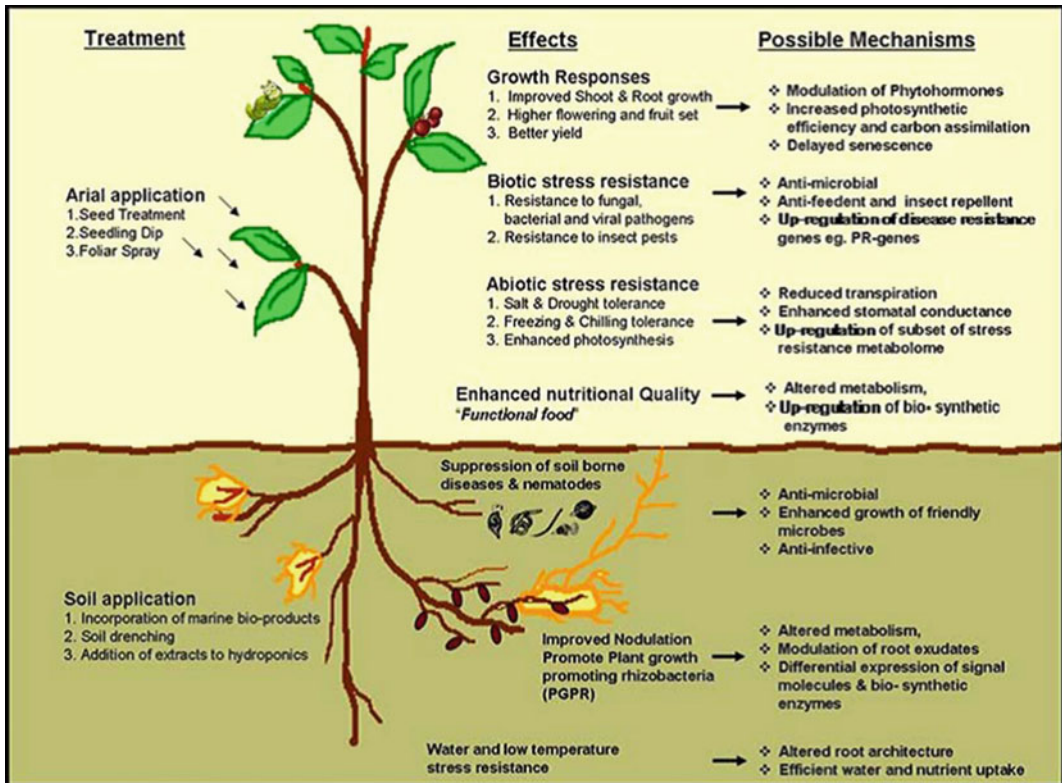 Treatment
Arial application
1.Seed Treatment
2.Seedling Dip
3.Foliar Spray
Soil application
1. Incorporation of marine bio-products
2. Soil drenching
3. Addition of extracts to hydroponics
Effects
Growth Responses
1. Improved Shoot & Root growth
2. Higher flowering and fruit set
3. Better yield
Biotic stress resistance
1. Resistance to fungal,
bacterial and viral pathogens
2. Resistance to insect pests
Abiotic stress resistance
1. Salt & Drought tolerance
2. Freezing & Chilling tolerance
3. Enhanced photosynthesis
Enhanced nutritional Quality
"Functional food"
Suppression of soil borne
diseases & nematodes
Improved Nodulation
Promote Plant growth
promoting rhizobacteria
(PGPR)
Water and low temperature
stress resistance
Possible Mechanisms
❖ Modulation of Phytohormones
❖ Increased photosynthetic
efficiency and carbon assimilation
❖ Delayed senescence
❖ Anti-microbial
❖ Anti-feedent and insect repellent
❖ Up-regulation of disease resistance
genes eg. PR-genes
❖ Reduced transpiration
❖ Enhanced stomatal conductance
❖ Up-regulation of subset of stress
resistance metabolome
❖ Altered metabolism,
❖ Up-regulation of bio- synthetic
enzymes
❖ Anti-microbial
❖ Enhanced growth of friendly
microbes
❖ Anti-infective
❖ Altered metabolism,
❖ Modulation of root exudates
❖ Differential expression of signal
molecules & bio- synthetic
enzymes
❖ Altered root architecture
❖ Efficient water and nutrient uptake